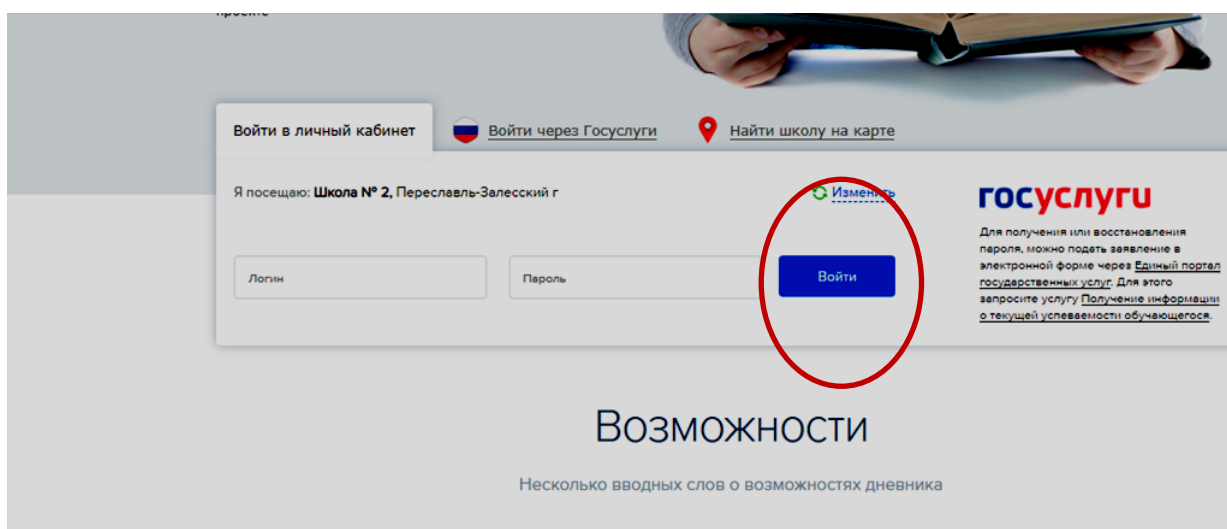 проекте
Войти в личный кабинет
Войти через Госуслуги
Найти школу на карте
Я посещаю: Школа № 2, Переславль-Залесский г
Изменить
Логин
Пароль
Войти
госуслуги
Для получения или восстановления
пароля, можно подать заявление в
электронной форме через Единый портал
государственных услуг. Для этого
запросите услугу Получение информации
о текущей успеваемости обучающегося.
Возможности
Несколько вводных слов о возможностях дневника